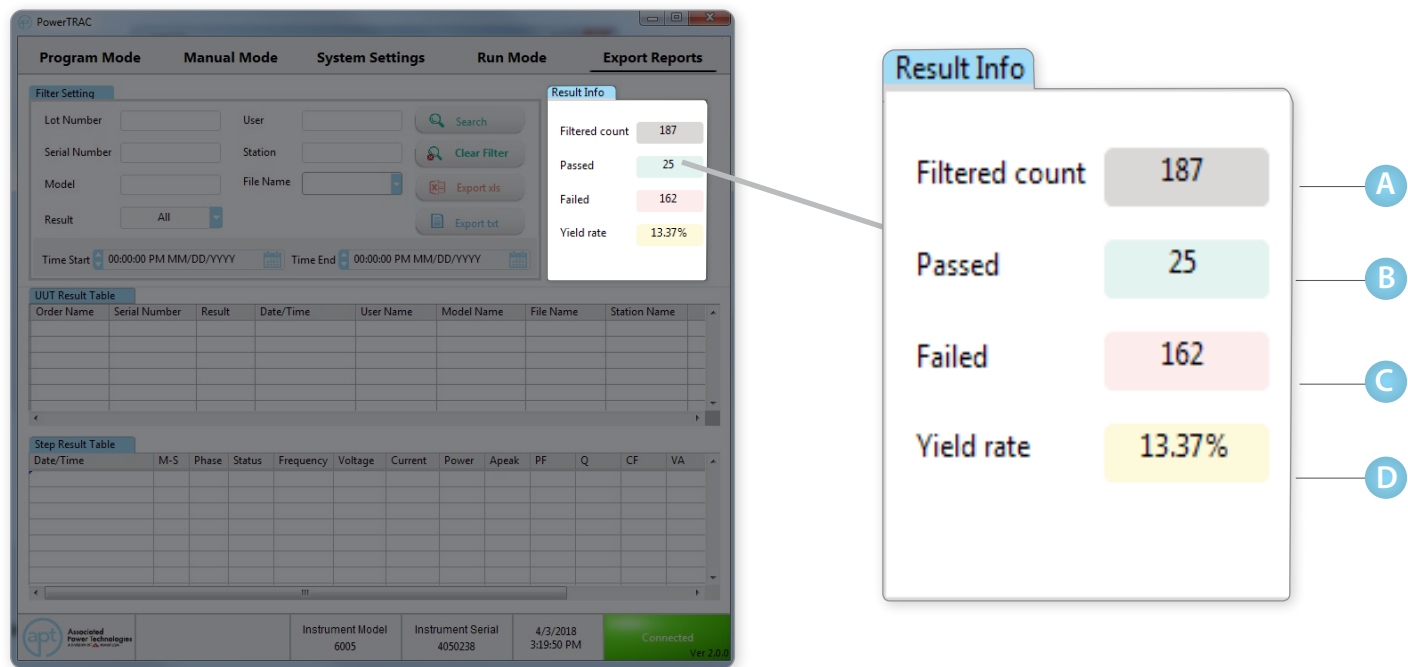 PowerTRAC
Program Mode Manual Mode System Settings Run Mode Export Reports
Filter Setting
Lot Number User Search
Serial Number Station Clear Filter
Model File Name Export xls
Result All Export txt
Time Start 00:00:00 PM MM/DD/YYYY Time End 00:00:00 PM MM/DD/YYYY
Result Info
Filtered count 187
Passed 25
Failed 162
Yield rate 13.37%
UUT Result Table
Order Name Serial Number Result Date/Time User Name Model Name File Name Station Name
Step Result Table
Date/Time M-S Phase Status Frequency Voltage Current Power Apeak PF Q CF VA
apt Associated
Power Technologies
Instrument Model
6005
Instrument Serial
4050238
4/3/2018
3:19:50 PM
Connected
Ver 2.0.0
Result Info
Filtered count 187 A
Passed 25 B
Failed 162 C
Yield rate 13.37% D